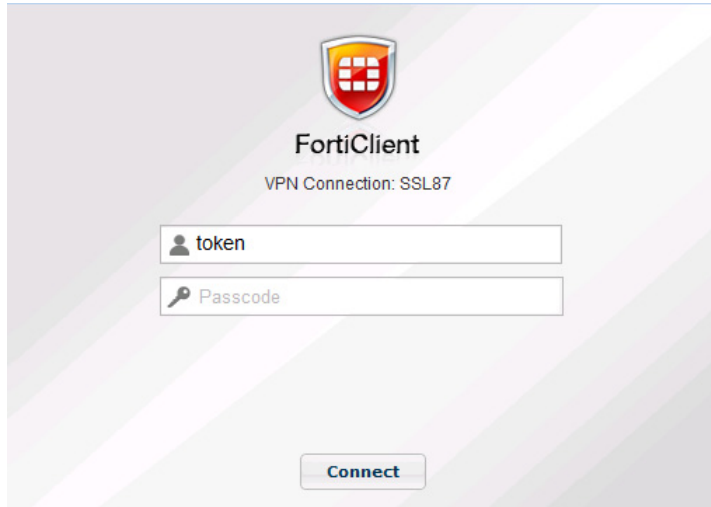 FortiClient
VPN Connection: SSL87
token
Passcode
Connect